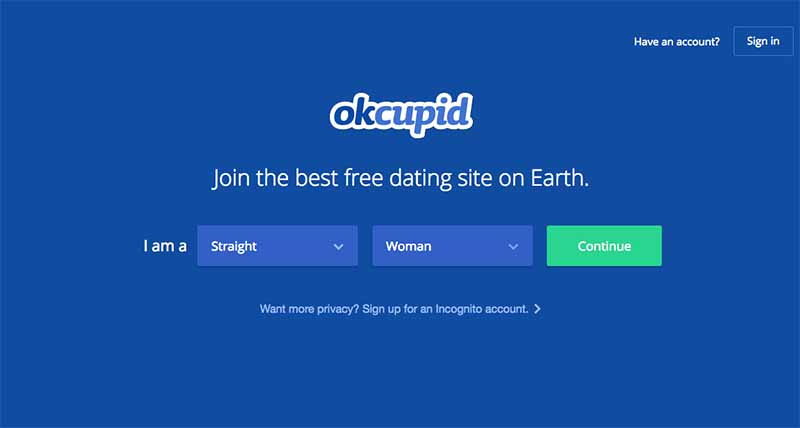 Have an account?
Sign in
okcupid
Join the best free dating site on Earth.
I am a Straight Woman Continue
Want more privacy? Sign up for an Incognito account.